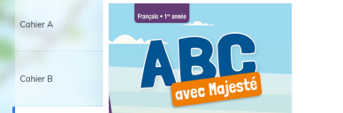 Cahier A
Français • 1re année
ABC
avec Majesté
Cahier B